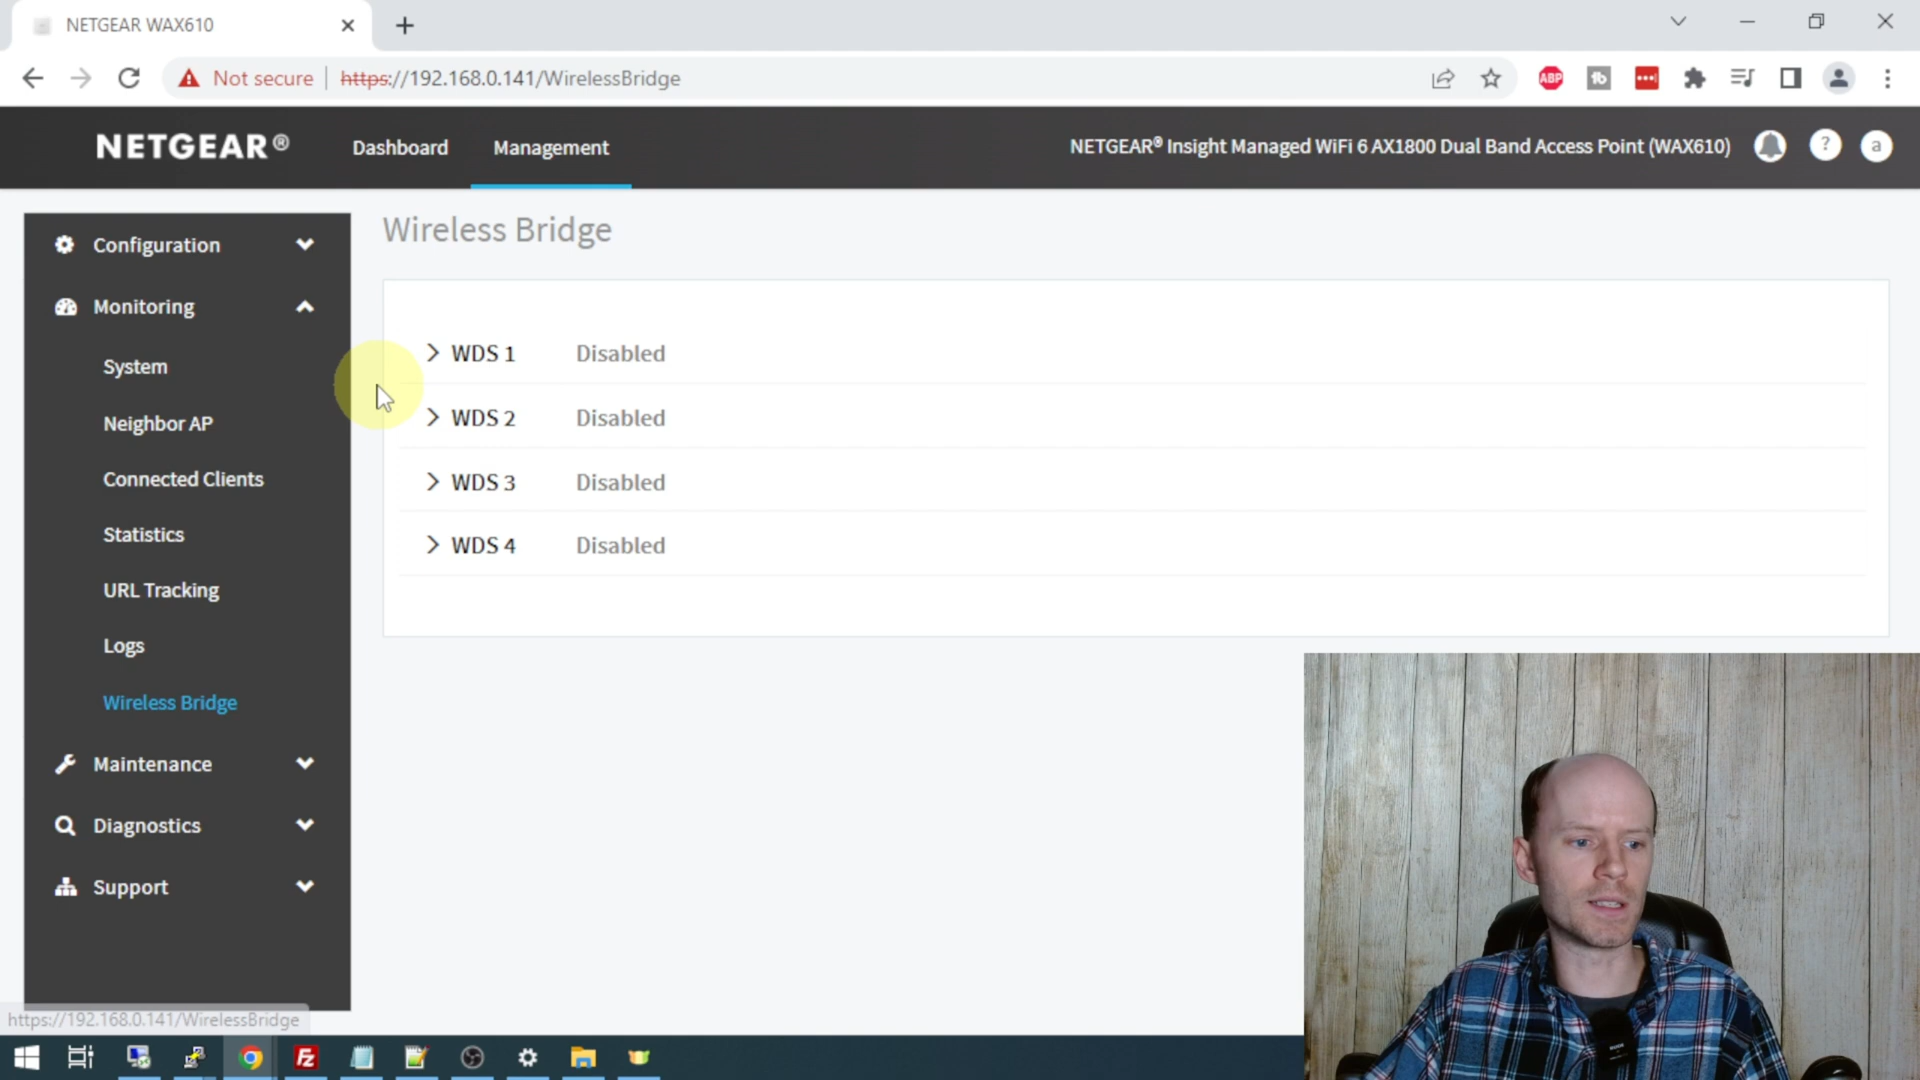 NETGEAR WAX610
Not secure
https://192.168.0.141/WirelessBridge
ABP
NETGEAR®
Dashboard
Management
NETGEAR® Insight Managed WiFi 6 AX1800 Dual Band Access Point (WAX610)
?
a
Configuration
Monitoring
System
Neighbor AP
Connected Clients
Statistics
URL Tracking
Logs
Wireless Bridge
Maintenance
Diagnostics
Support
Wireless Bridge
WDS 1 Disabled
WDS 2 Disabled
WDS 3 Disabled
WDS 4 Disabled
https://192.168.0.141/WirelessBridge
FZ